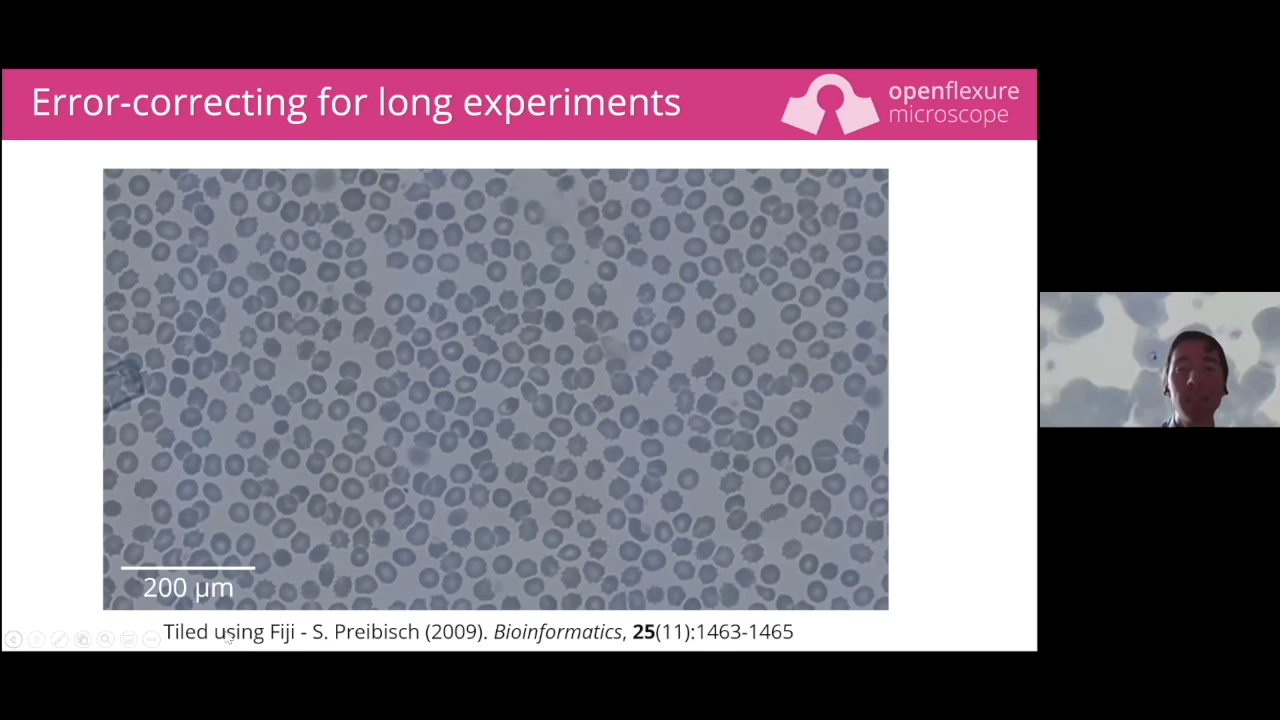 Error-correcting for long experiments
openflexure
microscope
200 µm
Tiled using Fiji - S. Preibisch (2009). Bioinformatics, 25(11):1463-1465